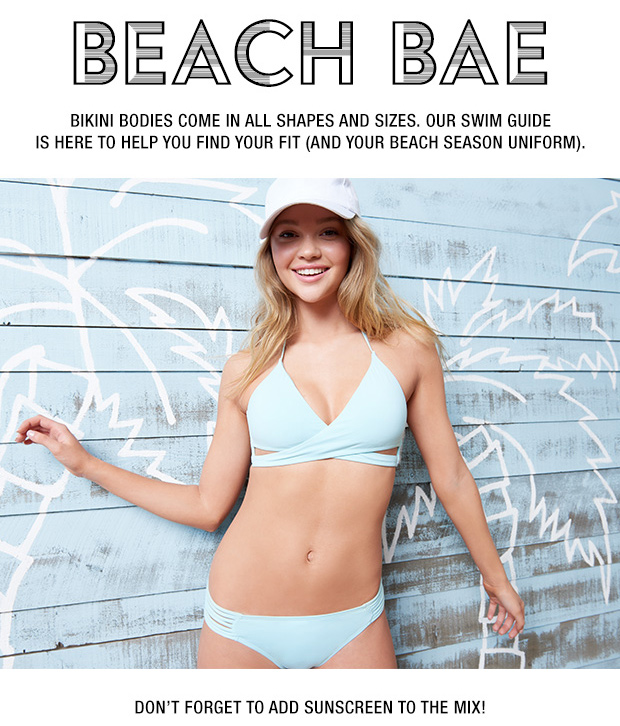 BEACH BAE
BIKINI BODIES COME IN ALL SHAPES AND SIZES. OUR SWIM GUIDE
IS HERE TO HELP YOU FIND YOUR FIT (AND YOUR BEACH SEASON UNIFORM).
DON'T FORGET TO ADD SUNSCREEN TO THE MIX!